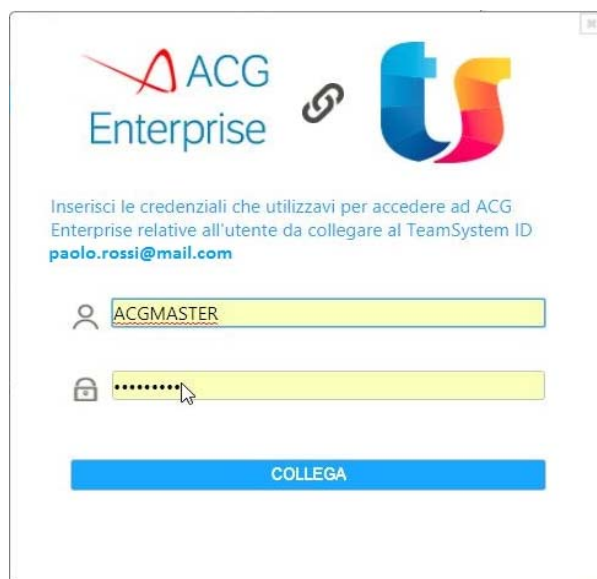 ACG
Enterprise
Inserisci le credenziali che utilizzavi per accedere ad ACG
Enterprise relative all'utente da collegare al TeamSystem ID
paolo.rossi@mail.com
ACGMASTER
•••••••••
COLLEGA